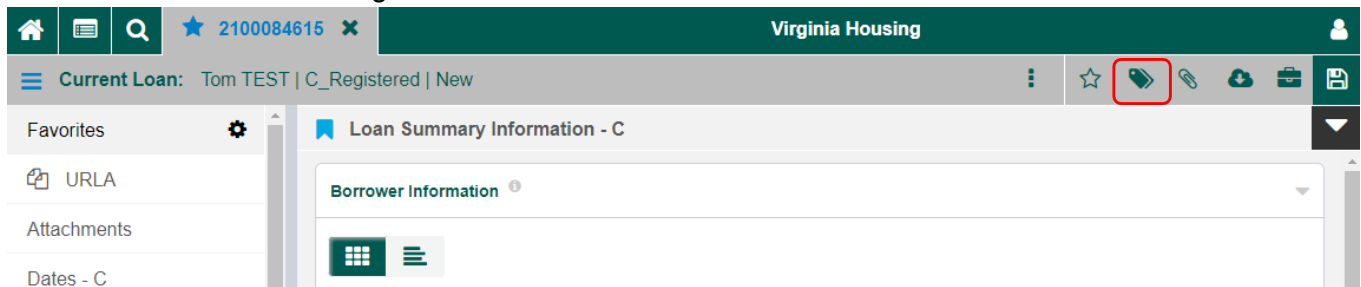 2100084615 Virginia Housing
Current Loan: Tom TEST | C_Registered | New
Favorites
Loan Summary Information - C
URLA
Borrower Information
Attachments
Dates - C